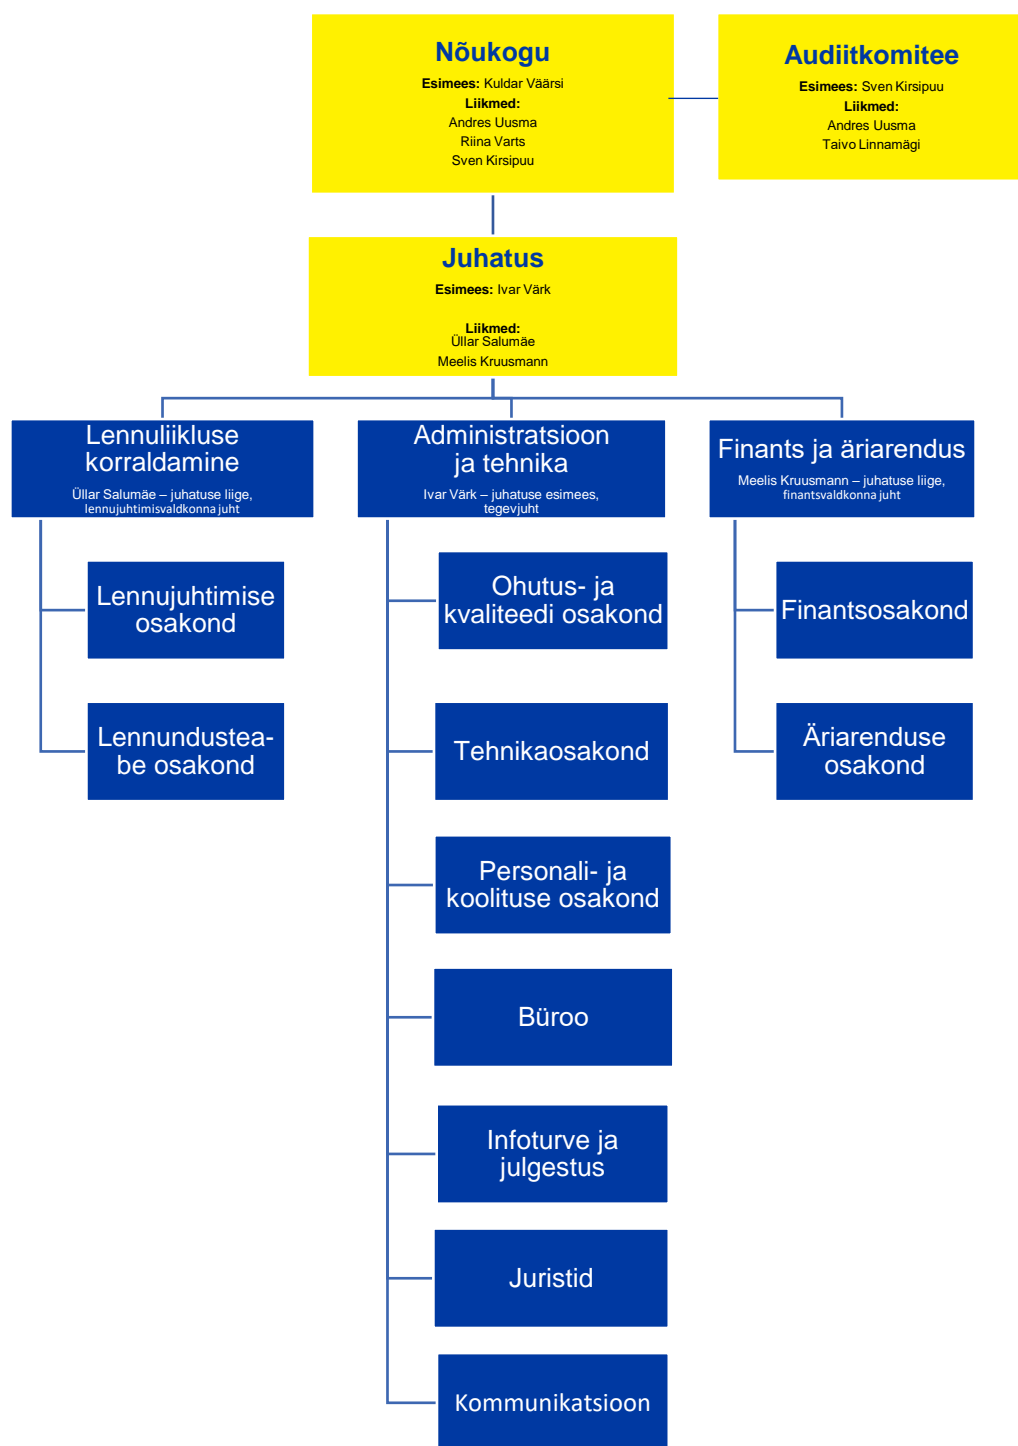 Nõukogu
Esimees: Kuldar Väärsi
Liikmed:
Andres Uusma
Riina Varts
Sven Kirsipuu
Audiitkomitee
Esimees: Sven Kirsipuu
Liikmed:
Andres Uusma
Taivo Linnamägi
Juhatus
Esimees: Ivar Värk
Liikmed:
Üllar Salumäe
Meelis Kruusmann
Lennuliikluse
korraldamine
Üllar Salumäe – juhatuse liige,
lennujuhtimisvaldkonna juht
Lennujuhtimise
osakond
Lennundustea-
be osakond
Administratsioon
ja tehnika
Ivar Värk – juhatuse esimees,
tegevjuht
Ohutus- ja
kvaliteedi osakond
Tehnikaosakond
Personali- ja
koolituse osakond
Büroo
Infoturve ja
julgestus
Juristid
Kommunikatsioon
Finants ja äriarendus
Meelis Kruusmann – juhatuse liige,
finantsvaldkonna juht
Finantsosakond
Äriarenduse
osakond